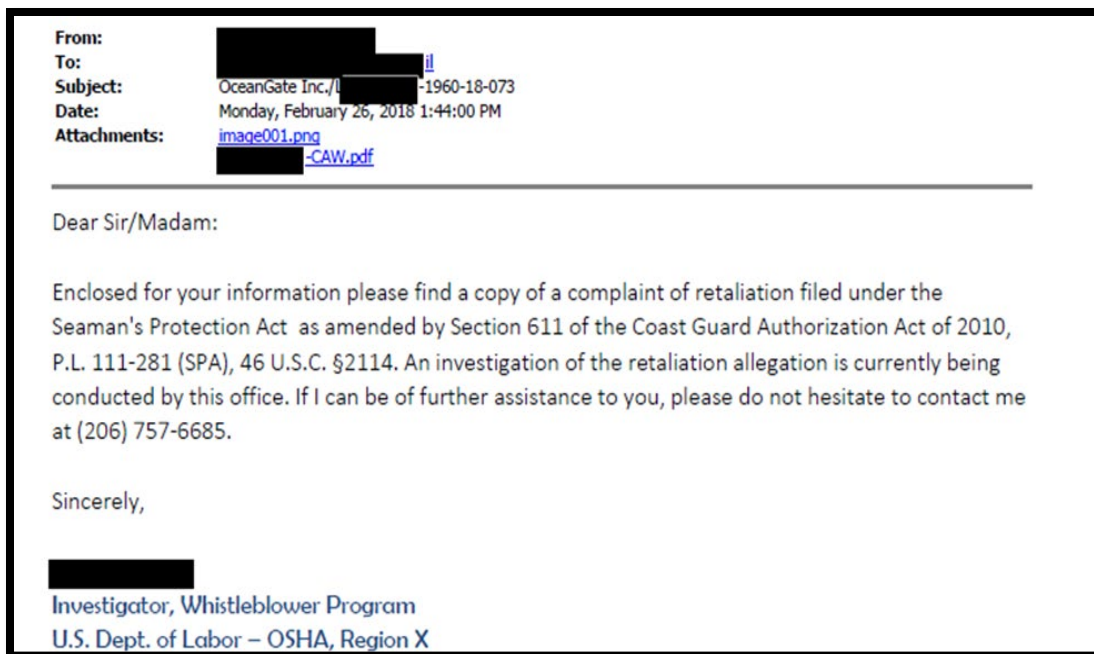 From:
To: il
Subject: OceanGate Inc./L -1960-18-073
Date: Monday, February 26, 2018 1:44:00 PM
Attachments: image001.png
-CAW.pdf
Dear Sir/Madam:
Enclosed for your information please find a copy of a complaint of retaliation filed under the
Seaman's Protection Act as amended by Section 611 of the Coast Guard Authorization Act of 2010,
P.L. 111-281 (SPA), 46 U.S.C. §2114. An investigation of the retaliation allegation is currently being
conducted by this office. If I can be of further assistance to you, please do not hesitate to contact me
at (206) 757-6685.
Sincerely,
Investigator, Whistleblower Program
U.S. Dept. of Labor – OSHA, Region X